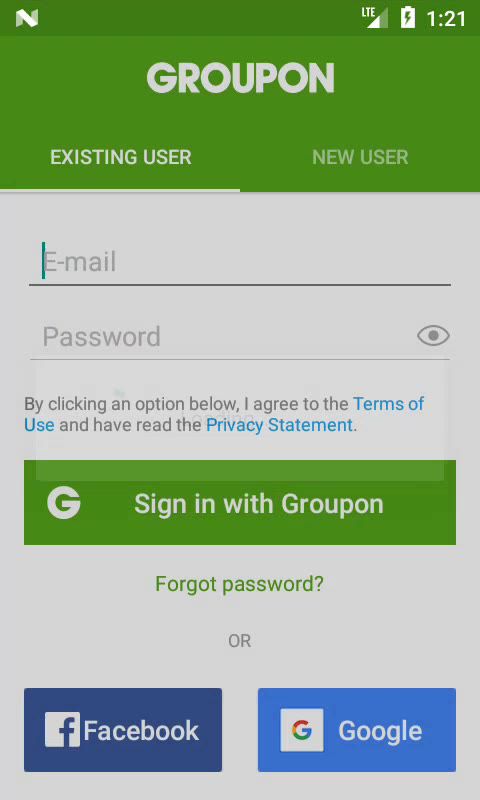 LTE 1:21
GROUPON
EXISTING USER NEW USER
E-mail
Password
By clicking an option below, I agree to the Terms of
Use and have read the Privacy Statement.
Sign in with Groupon
Forgot password?
OR
Facebook Google